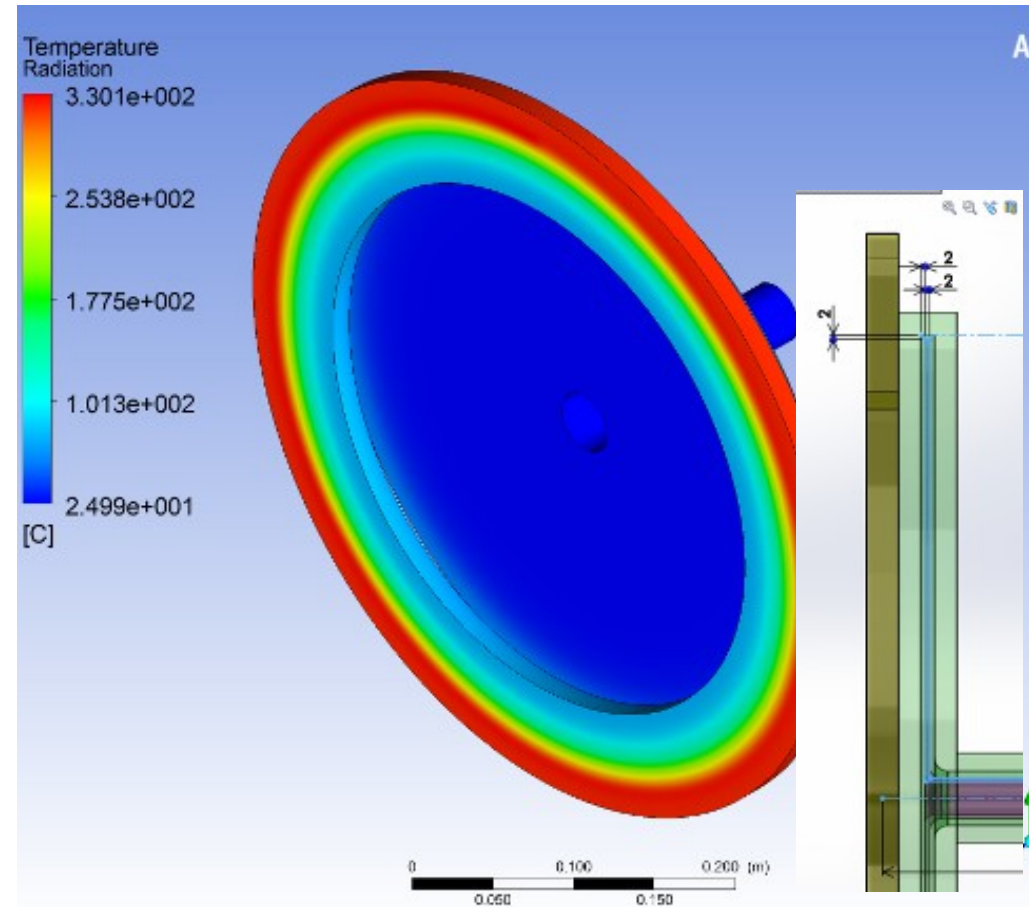 Temperature
Radiation
3.301e+002
2.538e+002
1.775e+002
1.013e+002
2.499e+001
[C]
A
2
2
2
0 0.100 0.200 (m)
0.050 0.150